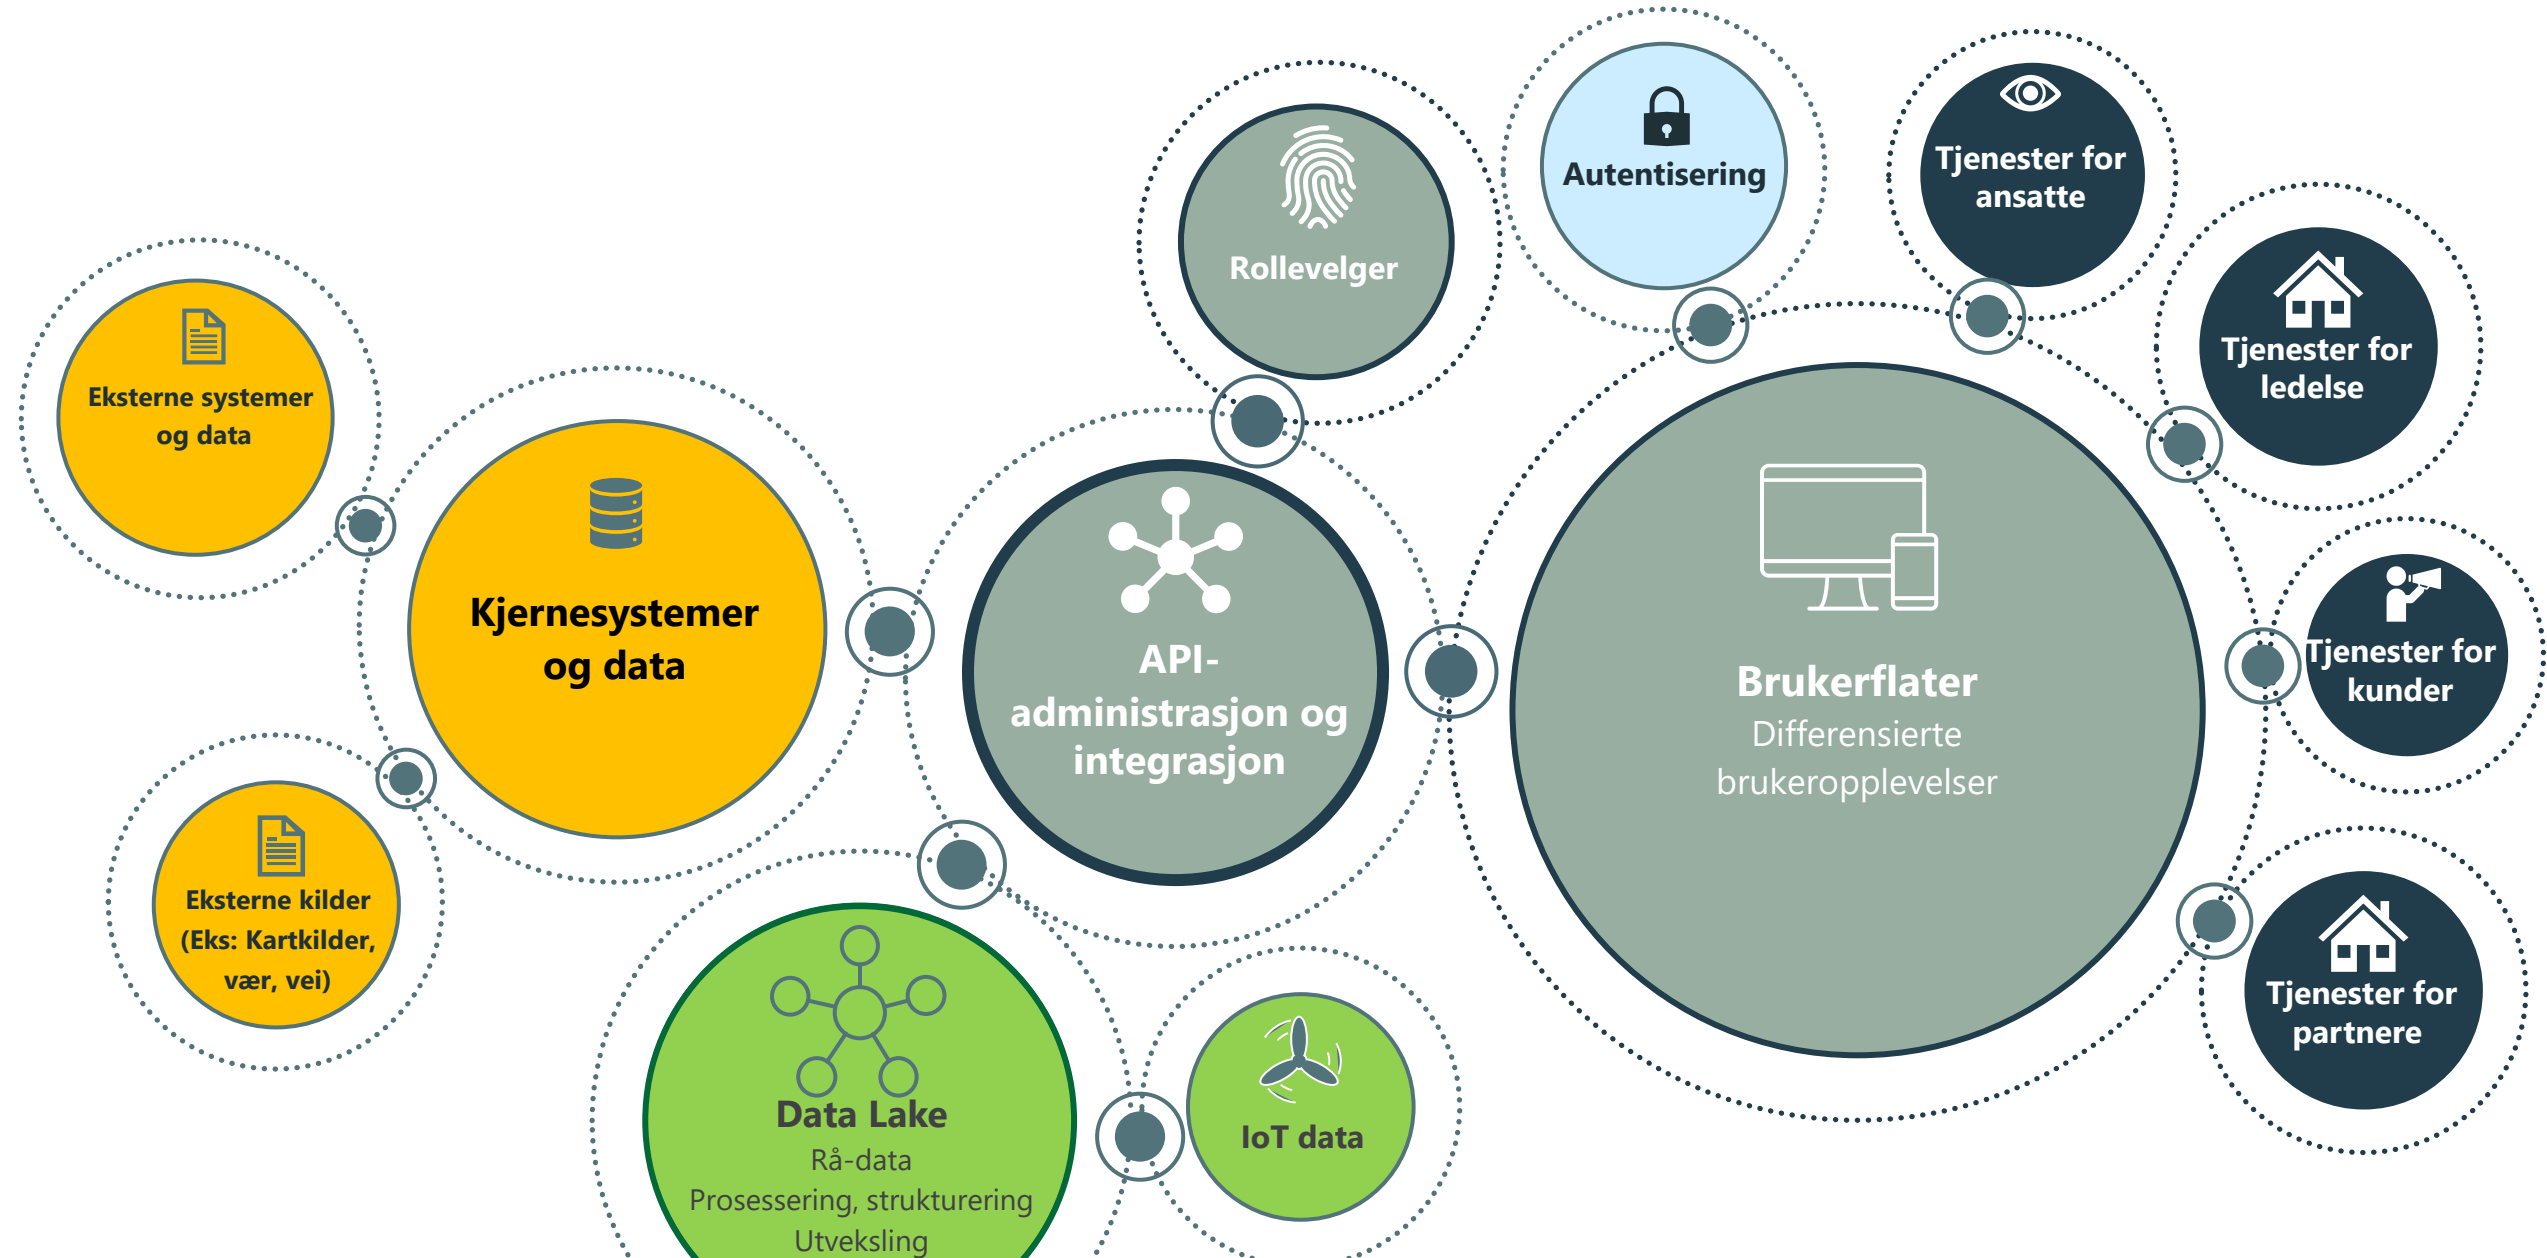 Autentisering
Tjenester for
ansatte
Rollevelger
Tjenester for
ledelse
Eksterne systemer
og data
Kjernesystemer
og data
API-
administrasjon og
integrasjon
Brukerflater
Differensierte
brukeropplevelser
Tjenester for
kunder
Eksterne kilder
(Eks: Kartkilder,
vær, vei)
Tjenester for
partnere
Data Lake
Rå-data
Prosessering, strukturering
Utveksling
IoT data